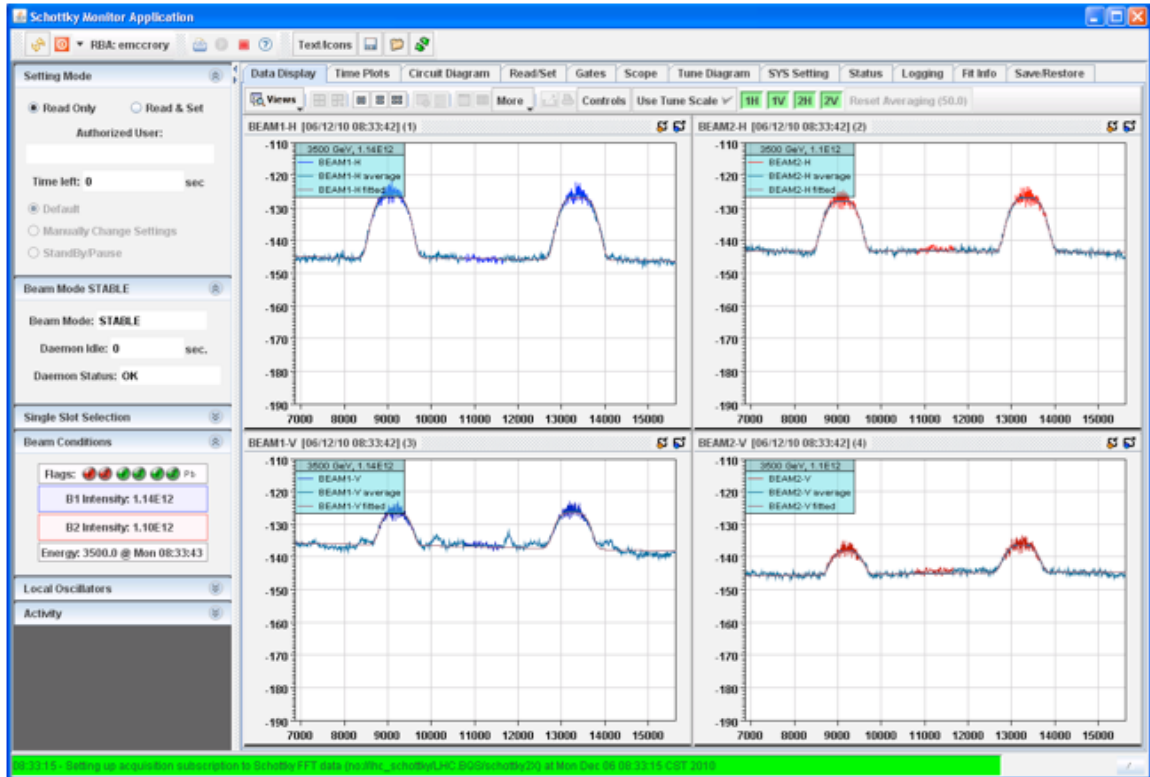 Schottky Monitor Application
RBA: emccrory
Text/Icons
Setting Mode
Read Only Read & Set
Authorized User:
Time left: 0 sec
Default
Manually Change Settings
StandBy/Pause
Beam Mode STABLE
Beam Mode: STABLE
Daemon Idle: 0 sec.
Daemon Status: OK
Single Slot Selection
Beam Conditions
Flags: Pb
B1 Intensity: 1.14E12
B2 Intensity: 1.10E12
Energy: 3500.0 @ Mon 08:33:43
Local Oscillators
Activity
Data Display Time Plots Circuit Diagram Read/Set Gates Scope Tune Diagram SYS Setting Status Logging Fit Info Save/Restore
Views More Controls Use Tune Scale 1H 1V 2H 2V Reset Averaging (50.0)
BEAM1-H [06/12/10 08:33:42] (1)
3500 GeV, 1.14E12
BEAM1-H
BEAM1-H average
BEAM1-H fitted
-110
-120
-130
-140
-150
-160
-170
-180
-190
7000 8000 9000 10000 11000 12000 13000 14000 15000
BEAM2-H [06/12/10 08:33:42] (2)
3500 GeV, 1.1E12
BEAM2-H
BEAM2-H average
BEAM2-H fitted
-110
-120
-130
-140
-150
-160
-170
-180
-190
7000 8000 9000 10000 11000 12000 13000 14000 15000
BEAM1-V [06/12/10 08:33:42] (3)
3500 GeV, 1.14E12
BEAM1-V
BEAM1-V average
BEAM1-V fitted
-110
-120
-130
-140
-150
-160
-170
-180
-190
7000 8000 9000 10000 11000 12000 13000 14000 15000
BEAM2-V [06/12/10 08:33:42] (4)
3500 GeV, 1.1E12
BEAM2-V
BEAM2-V average
BEAM2-V fitted
-110
-120
-130
-140
-150
-160
-170
-180
-190
7000 8000 9000 10000 11000 12000 13000 14000 15000
08:33:15 - Setting up acquisition subscription to Schottky FFT data at Mon Dec 06 08:33:15 CST 2010